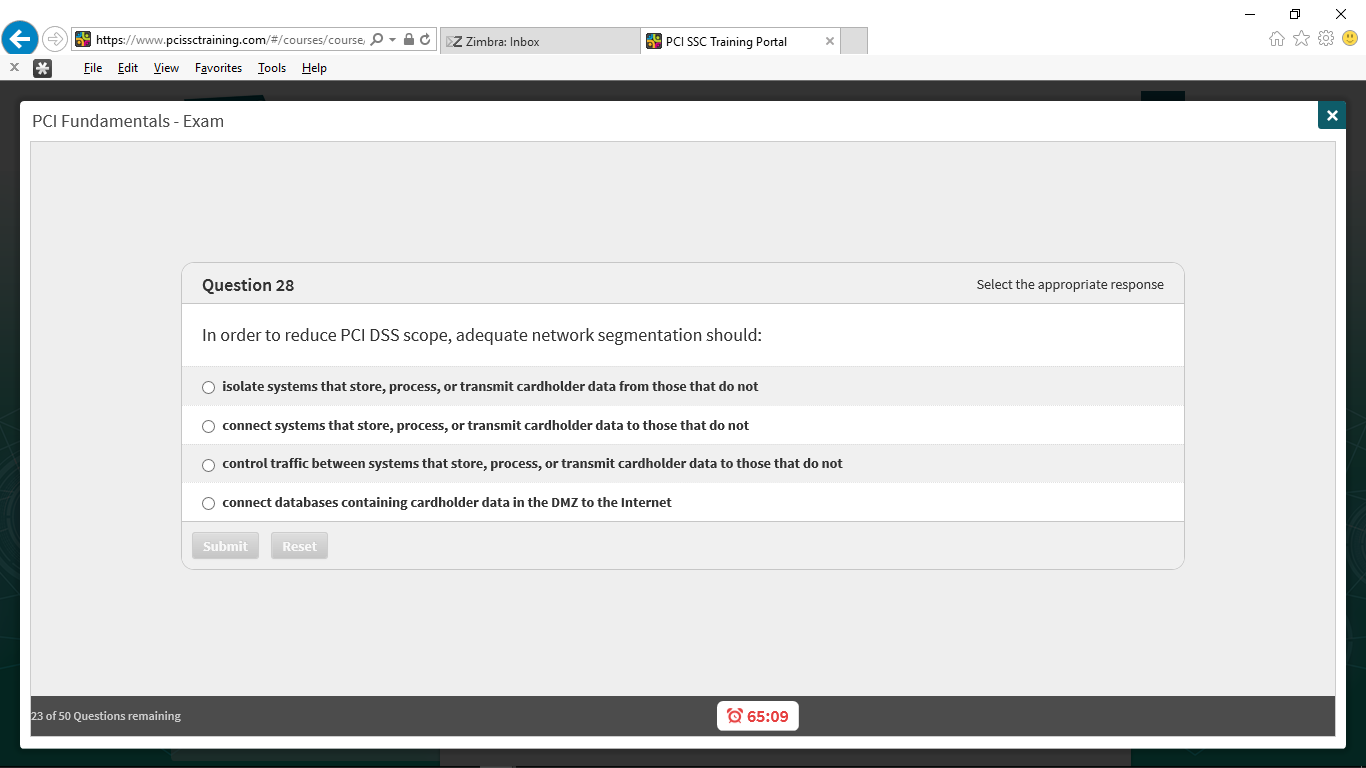 https://www.pcissctraining.com/#/courses/course,
Zimbra: Inbox
PCI SSC Training Portal
File Edit View Favorites Tools Help
PCI Fundamentals - Exam
Question 28
Select the appropriate response
In order to reduce PCI DSS scope, adequate network segmentation should:
isolate systems that store, process, or transmit cardholder data from those that do not
connect systems that store, process, or transmit cardholder data to those that do not
control traffic between systems that store, process, or transmit cardholder data to those that do not
connect databases containing cardholder data in the DMZ to the Internet
Submit Reset
23 of 50 Questions remaining
65:09